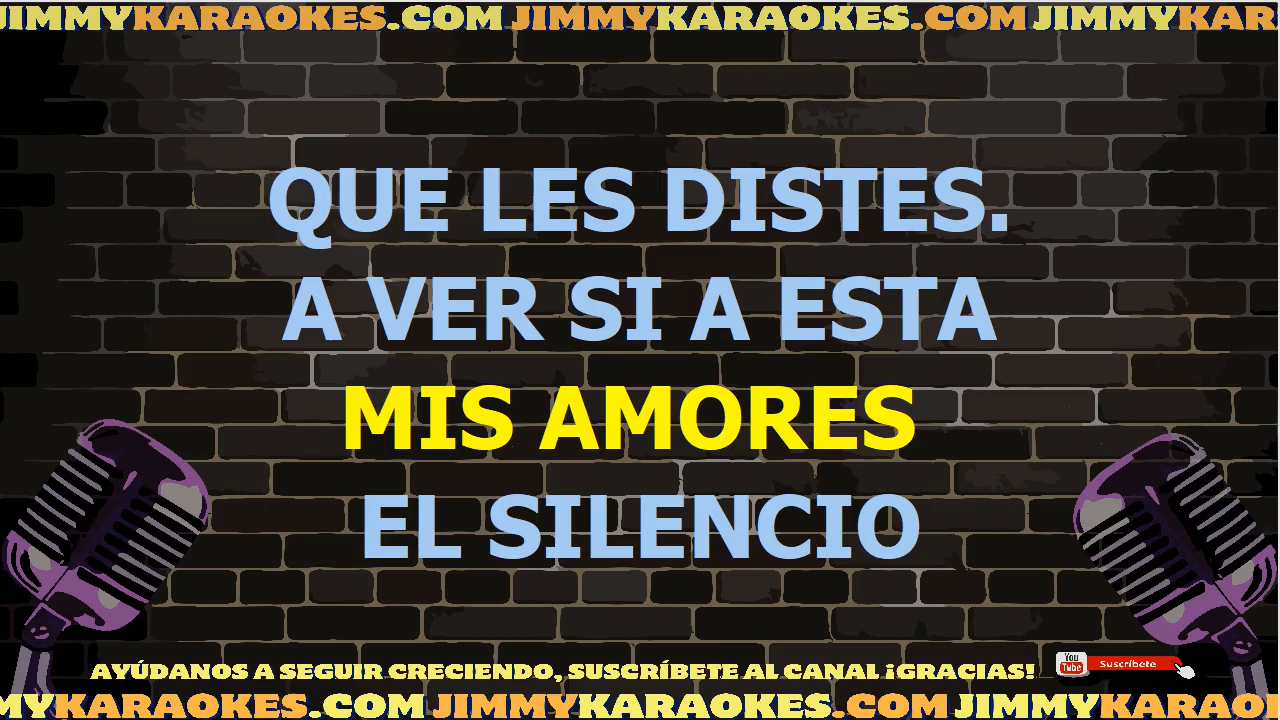 JIMMYKARAOKES.COM JIMMYKARAOKES.COM JIMMYKAR
QUE LES DISTES.
A VER SI A ESTA
MIS AMORES
EL SILENCIO
AYÚDANOS A SEGUIR CRECIENDO, SUSCRÍBETE AL CANAL ¡GRACIAS!
You Tube Suscríbete
MYKARAOKES.COM JIMMYKARAOKES.COM JIMMYKARAOI